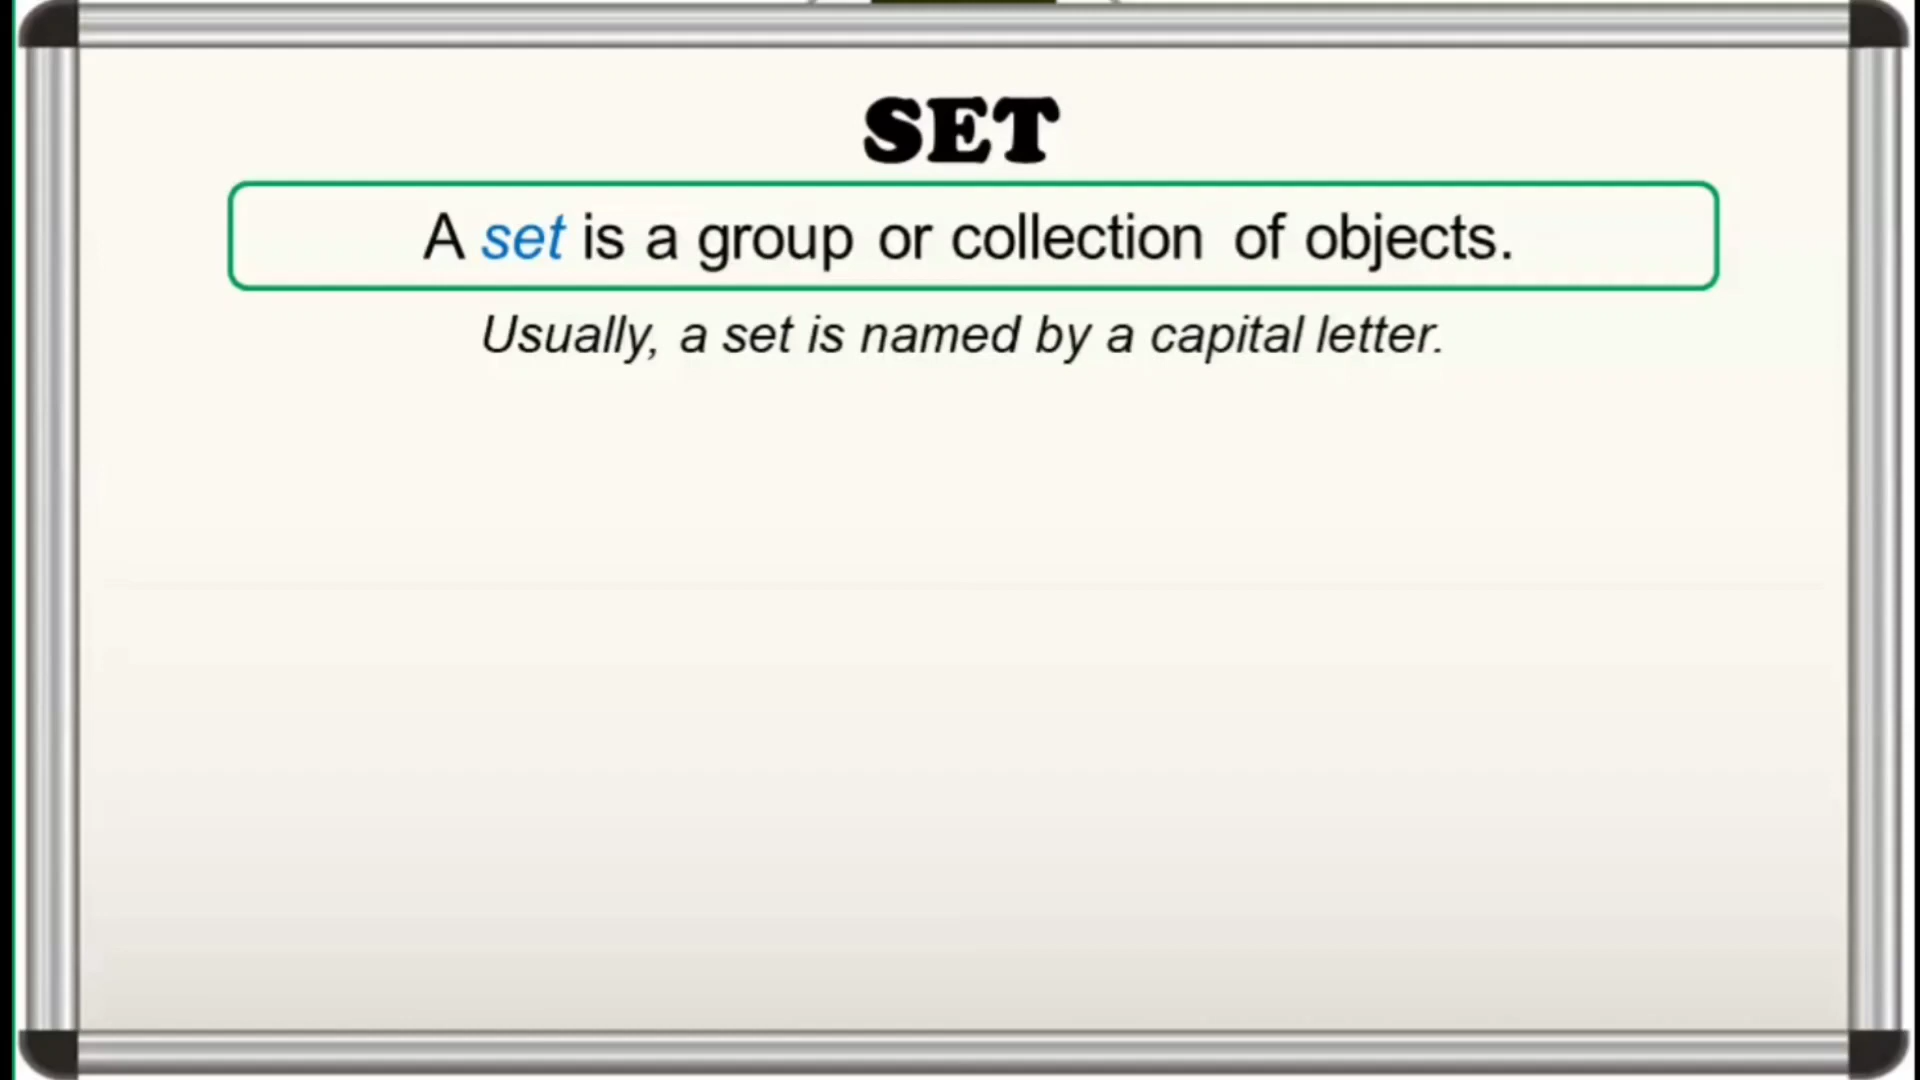 SET
A set is a group or collection of objects.
Usually, a set is named by a capital letter.